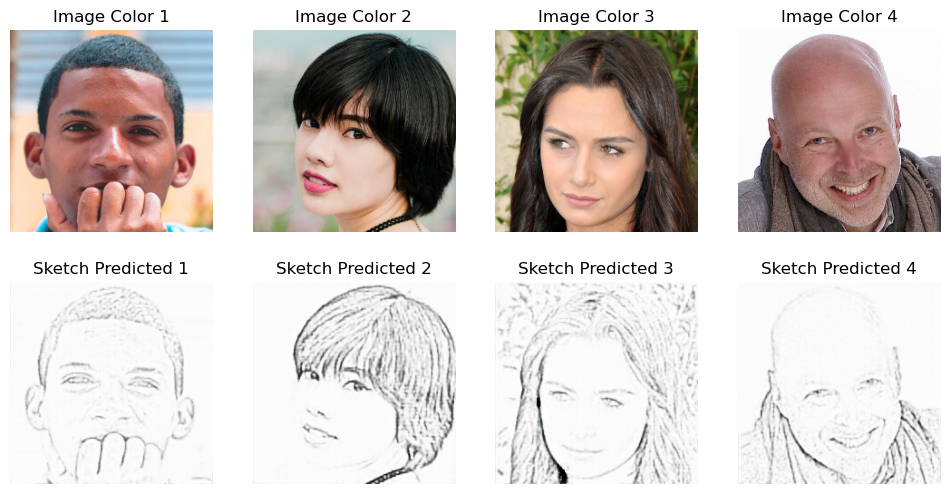 Image Color 1
Image Color 2
Image Color 3
Image Color 4
Sketch Predicted 1
Sketch Predicted 2
Sketch Predicted 3
Sketch Predicted 4